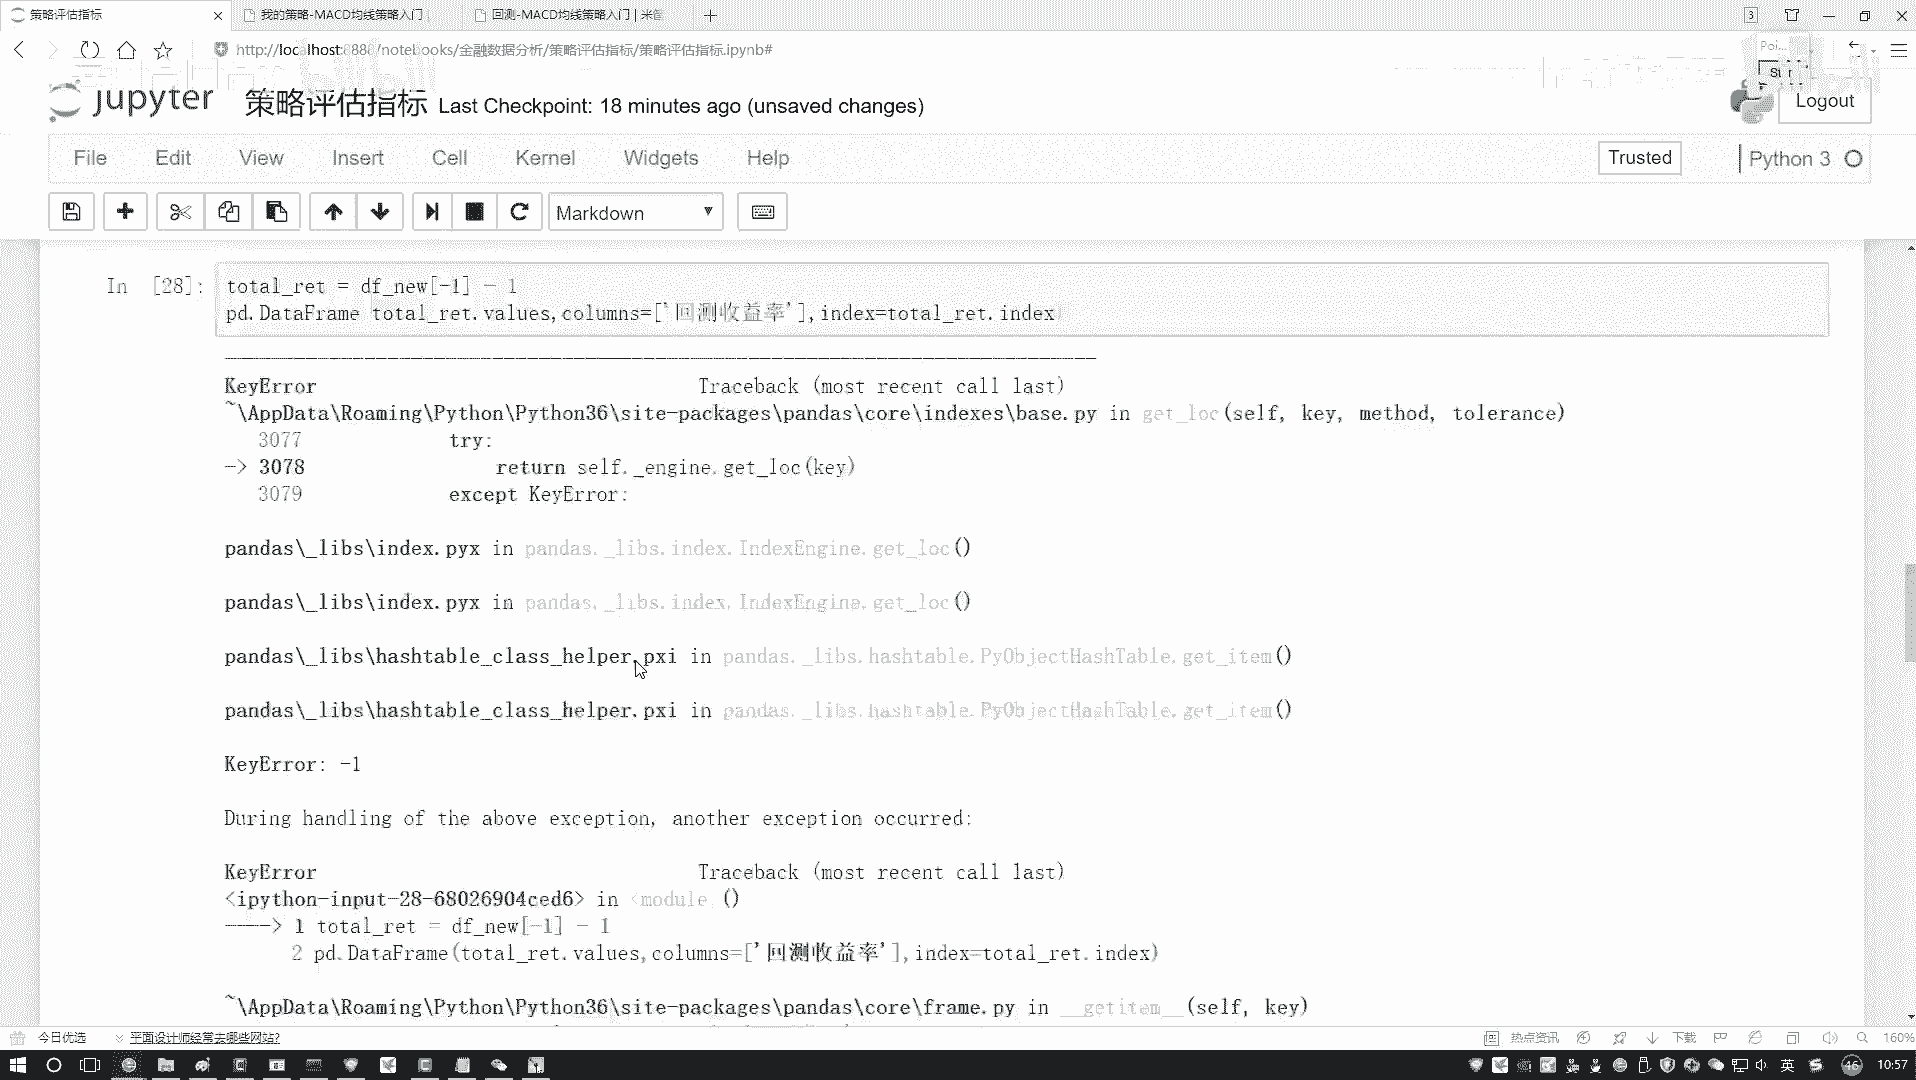 策略评估指标
我的策略-MACD均线策略入门
回测-MACD均线策略入门 | 米筐
3
http://localhost:8888/notebooks/金融数据分析/策略评估指标/策略评估指标.ipynb#
jupyter 策略评估指标 Last Checkpoint: 18 minutes ago (unsaved changes)
Logout
File Edit View Insert Cell Kernel Widgets Help
Trusted
Python 3
Markdown
In [28]: total_ret = df_new[-1] - 1
pd.DataFrame total_ret.values,columns=['回测收益率'],index=total_ret.index
KeyError Traceback (most recent call last)
~\AppData\Roaming\Python\Python36\site-packages\pandas\core\indexes\base.py in get_loc(self, key, method, tolerance)
3077 try:
-> 3078 return self._engine.get_loc(key)
3079 except KeyError:
pandas\_libs\index.pyx in pandas._libs.index.IndexEngine.get_loc()
pandas\_libs\index.pyx in pandas._libs.index.IndexEngine.get_loc()
pandas\_libs\hashtable_class_helper.pxi in pandas._libs.hashtable.PyObjectHashTable.get_item()
pandas\_libs\hashtable_class_helper.pxi in pandas._libs.hashtable.PyObjectHashTable.get_item()
KeyError: -1
During handling of the above exception, another exception occurred:
KeyError Traceback (most recent call last)
<ipython-input-28-68026904ced6> in <module ()
----> 1 total_ret = df_new[-1] - 1
2 pd.DataFrame(total_ret.values,columns=['回测收益率'],index=total_ret.index)
~\AppData\Roaming\Python\Python36\site-packages\pandas\core\frame.py in __getitem__(self, key)
今日优选
平面设计师经常去哪些网站?
热点资讯
下载
160%
英
46
10:57